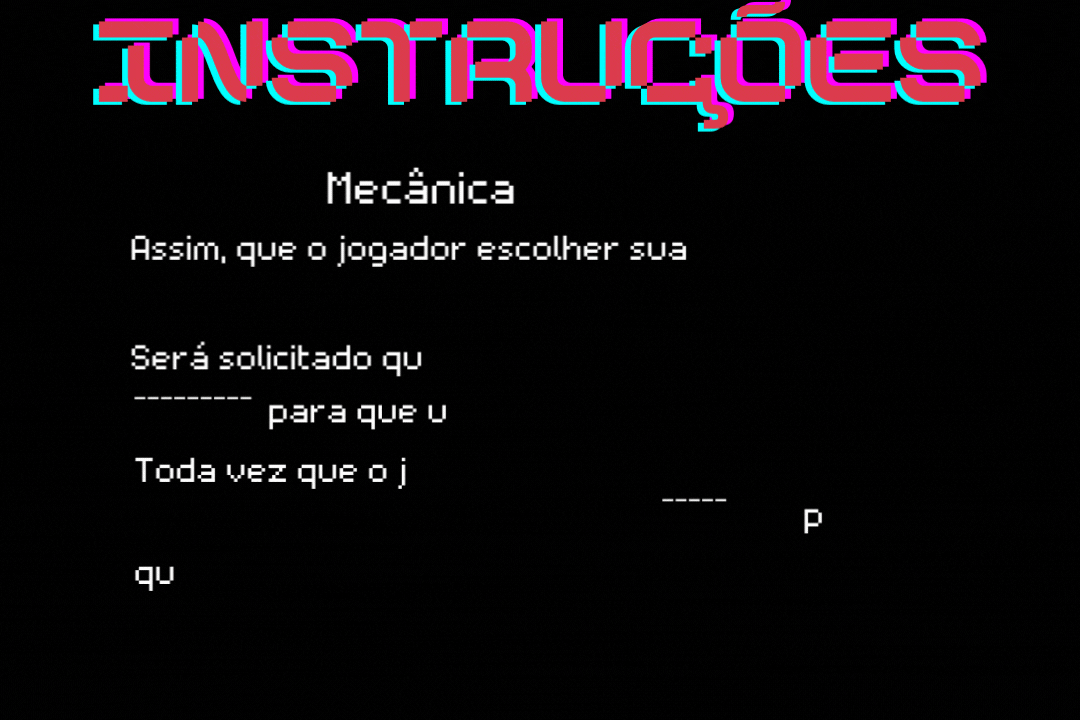 INSTRUÇÕES
Mecânica
Assim, que o jogador escolher sua
Será solicitado qu
--------- para que u
Toda vez que o j
----- p
qu